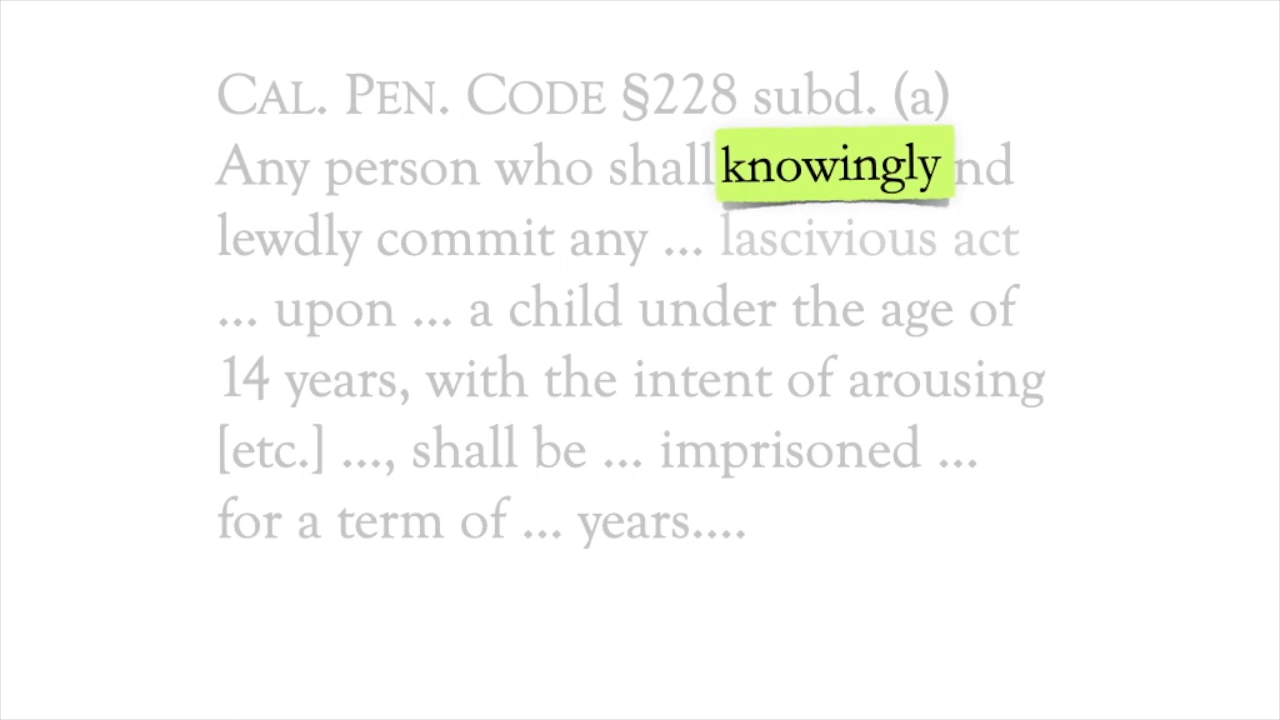 CAL. PEN. CODE §228 subd. (a)
Any person who shall knowingly nd
lewdly commit any ... lascivious act
... upon ... a child under the age of
14 years, with the intent of arousing
[etc.] ..., shall be ... imprisoned ...
for a term of ... years....